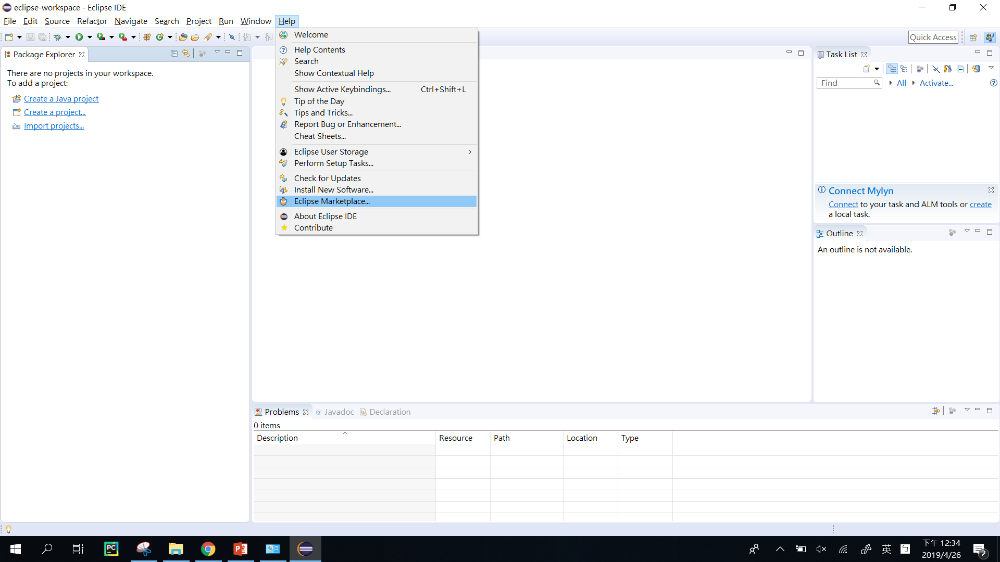 eclipse-workspace - Eclipse IDE
File Edit Source Refactor Navigate Search Project Run Window Help
Quick Access
Package Explorer
There are no projects in your workspace.
To add a project:
Create a Java project
Create a project...
Import projects...
Welcome
Help Contents
Search
Show Contextual Help
Show Active Keybindings... Ctrl+Shift+L
Tip of the Day
Tips and Tricks...
Report Bug or Enhancement...
Cheat Sheets...
Eclipse User Storage
Perform Setup Tasks...
Check for Updates
Install New Software...
Eclipse Marketplace...
About Eclipse IDE
Contribute
Task List
Find All Activate...
Connect Mylyn
Connect to your task and ALM tools or create
a local task.
Outline
An outline is not available.
Problems @ Javadoc Declaration
0 items
Description Resource Path Location Type
PC
P
英
下午 12:34
2019/4/26
2